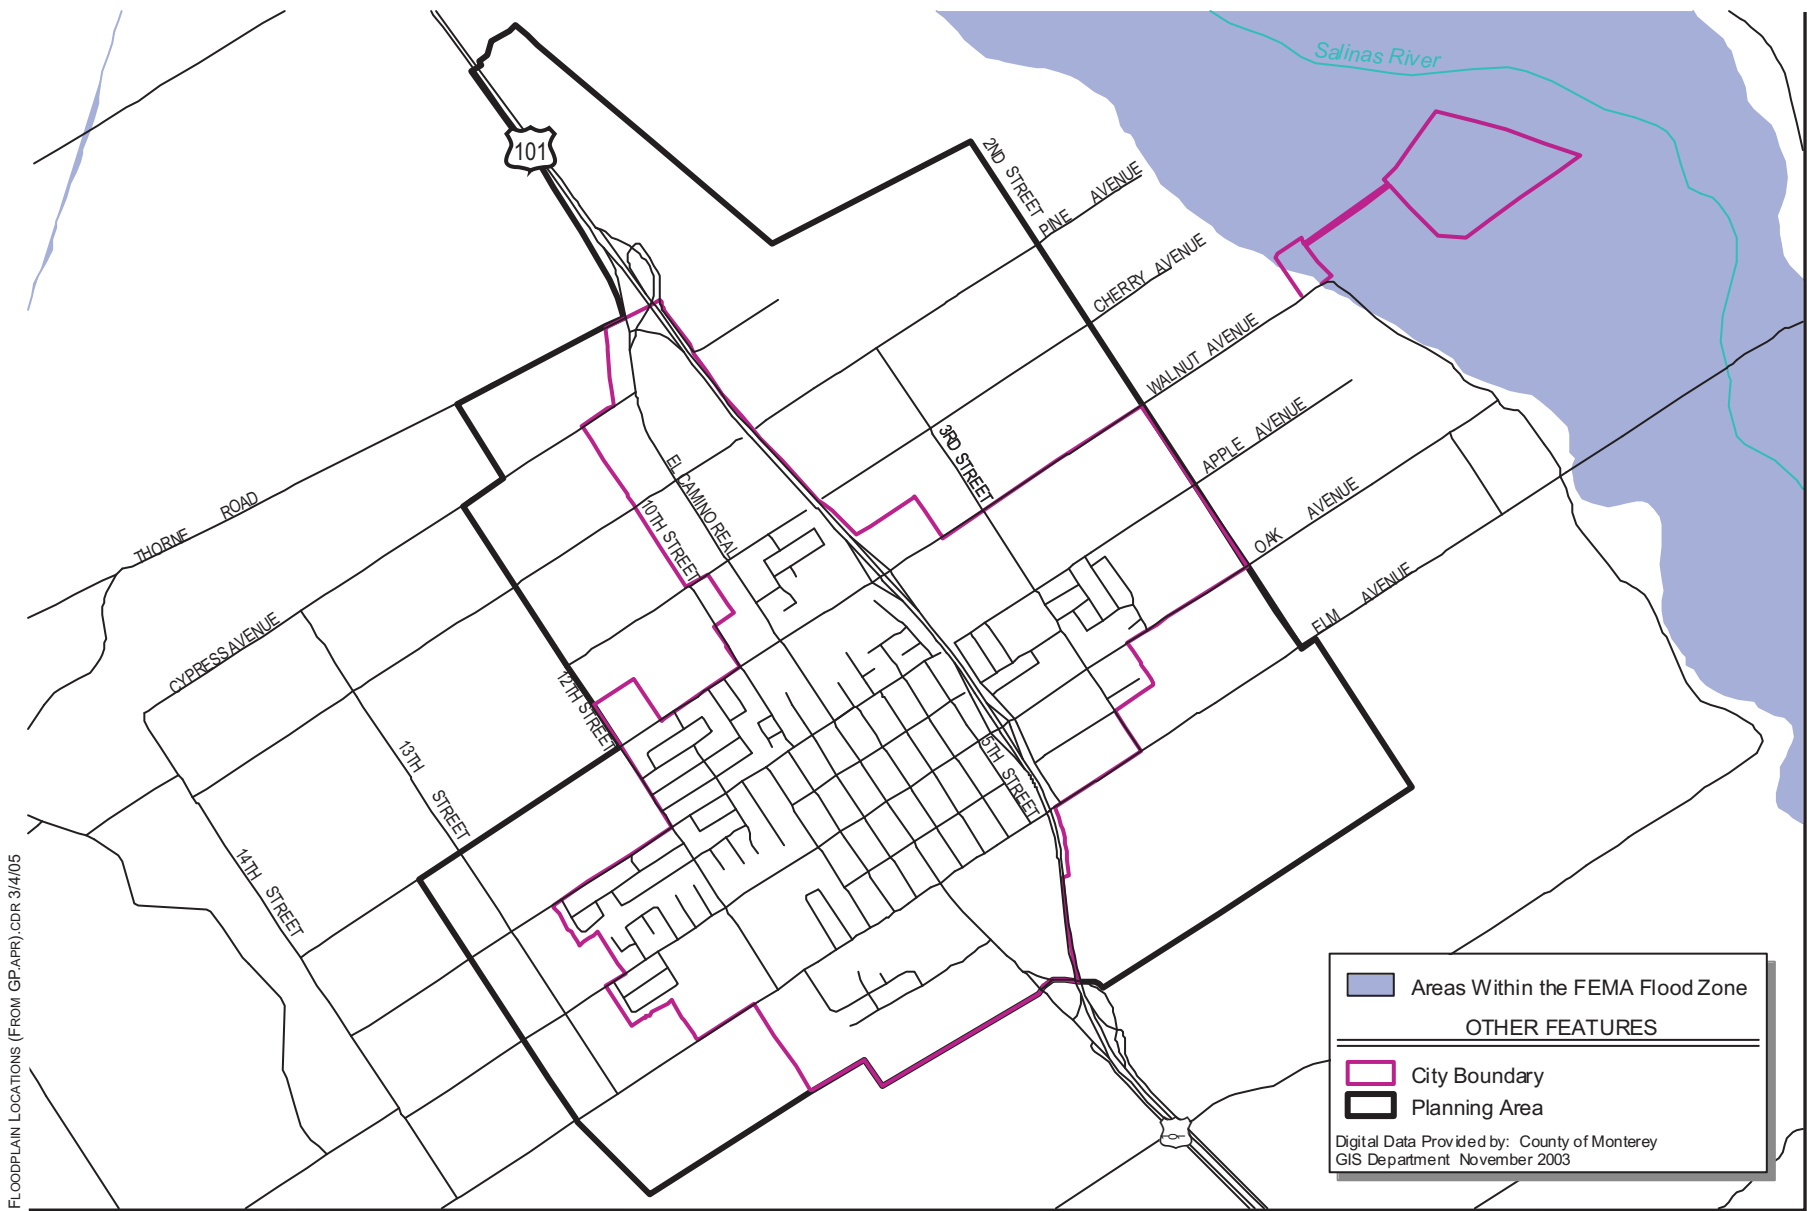 Salinas River
101
2ND STREET
PINE AVENUE
CHERRY AVENUE
WALNUT AVENUE
APPLE AVENUE
OAK AVENUE
ELM AVENUE
3RD STREET
EL CAMINO REAL
10TH STREET
THORNE ROAD
CYPRESS AVENUE
12TH STREET
13TH STREET
14TH STREET
5TH STREET
Areas Within the FEMA Flood Zone
OTHER FEATURES
City Boundary
Planning Area
Digital Data Provided by: County of Monterey
GIS Department November 2003
FLOODPLAIN LOCATIONS (FROM GP.APR).CDR 3/4/05